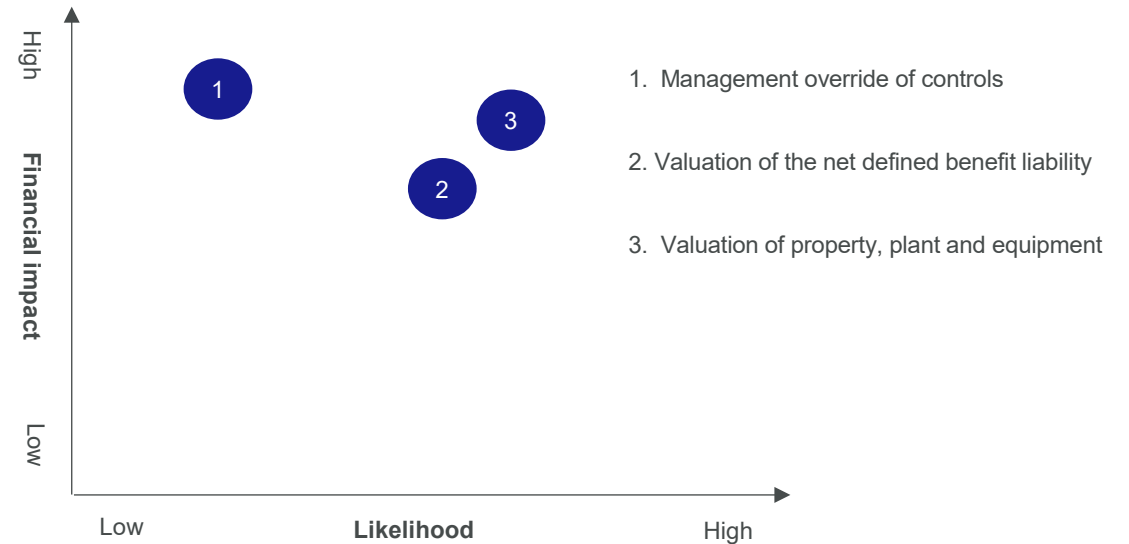 High
Financial impact
Low
1
3
2
1. Management override of controls
2. Valuation of the net defined benefit liability
3. Valuation of property, plant and equipment
Low
Likelihood
High